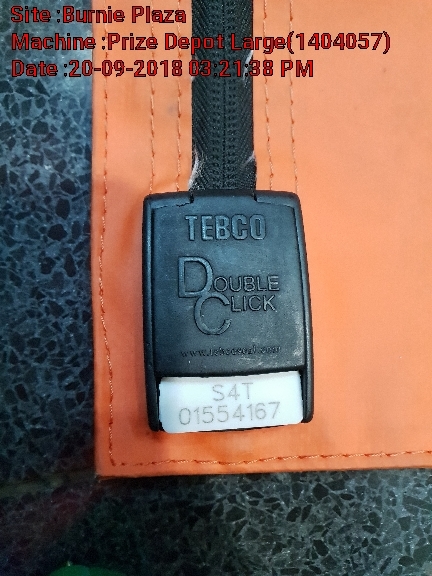 Site :Burnie Plaza
Machine :Prize Depot Large(1404057)
Date :20-09-2018 03:21:38 PM
TEBCO
DOUBLE
CLICK
S4T
01554167